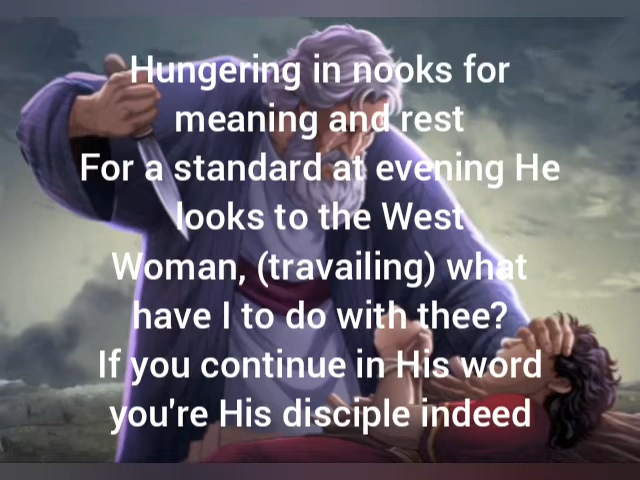 Hungering in nooks for
meaning and rest
For a standard at evening He
looks to the West
Woman, (travailing) what
have I to do with thee?
If you continue in His word
you're His disciple indeed